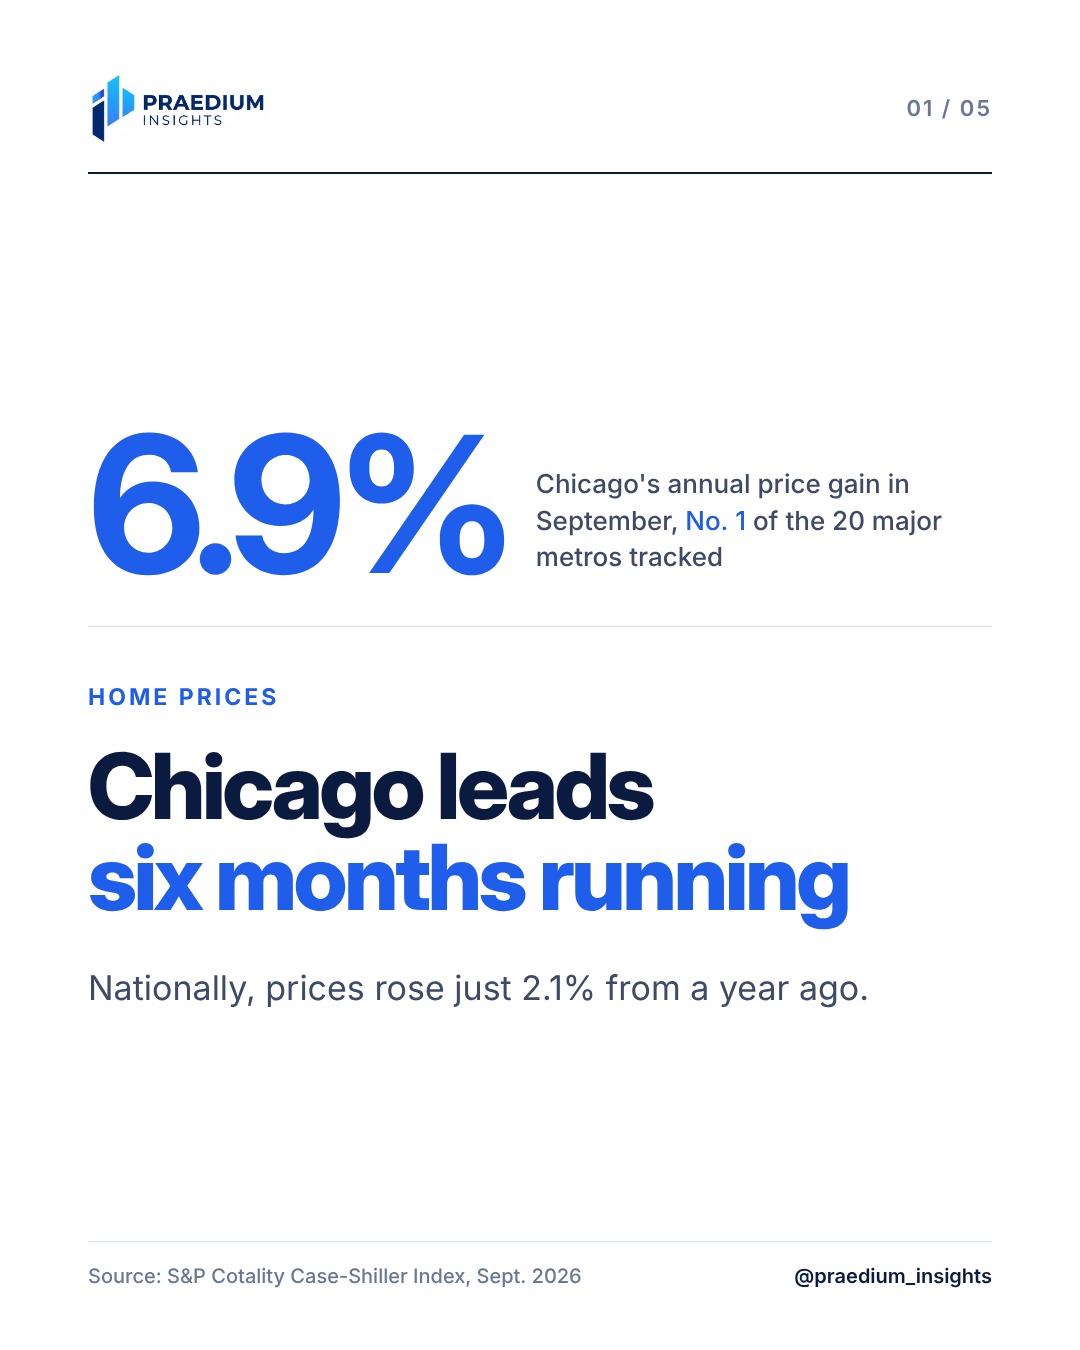 PRAEDIUM
INSIGHTS
01 / 05
6.9%
Chicago's annual price gain in
September, No. 1 of the 20 major
metros tracked
HOME PRICES
Chicago leads
six months running
Nationally, prices rose just 2.1% from a year ago.
Source: S&P Cotality Case-Shiller Index, Sept. 2026
@praedium_insights